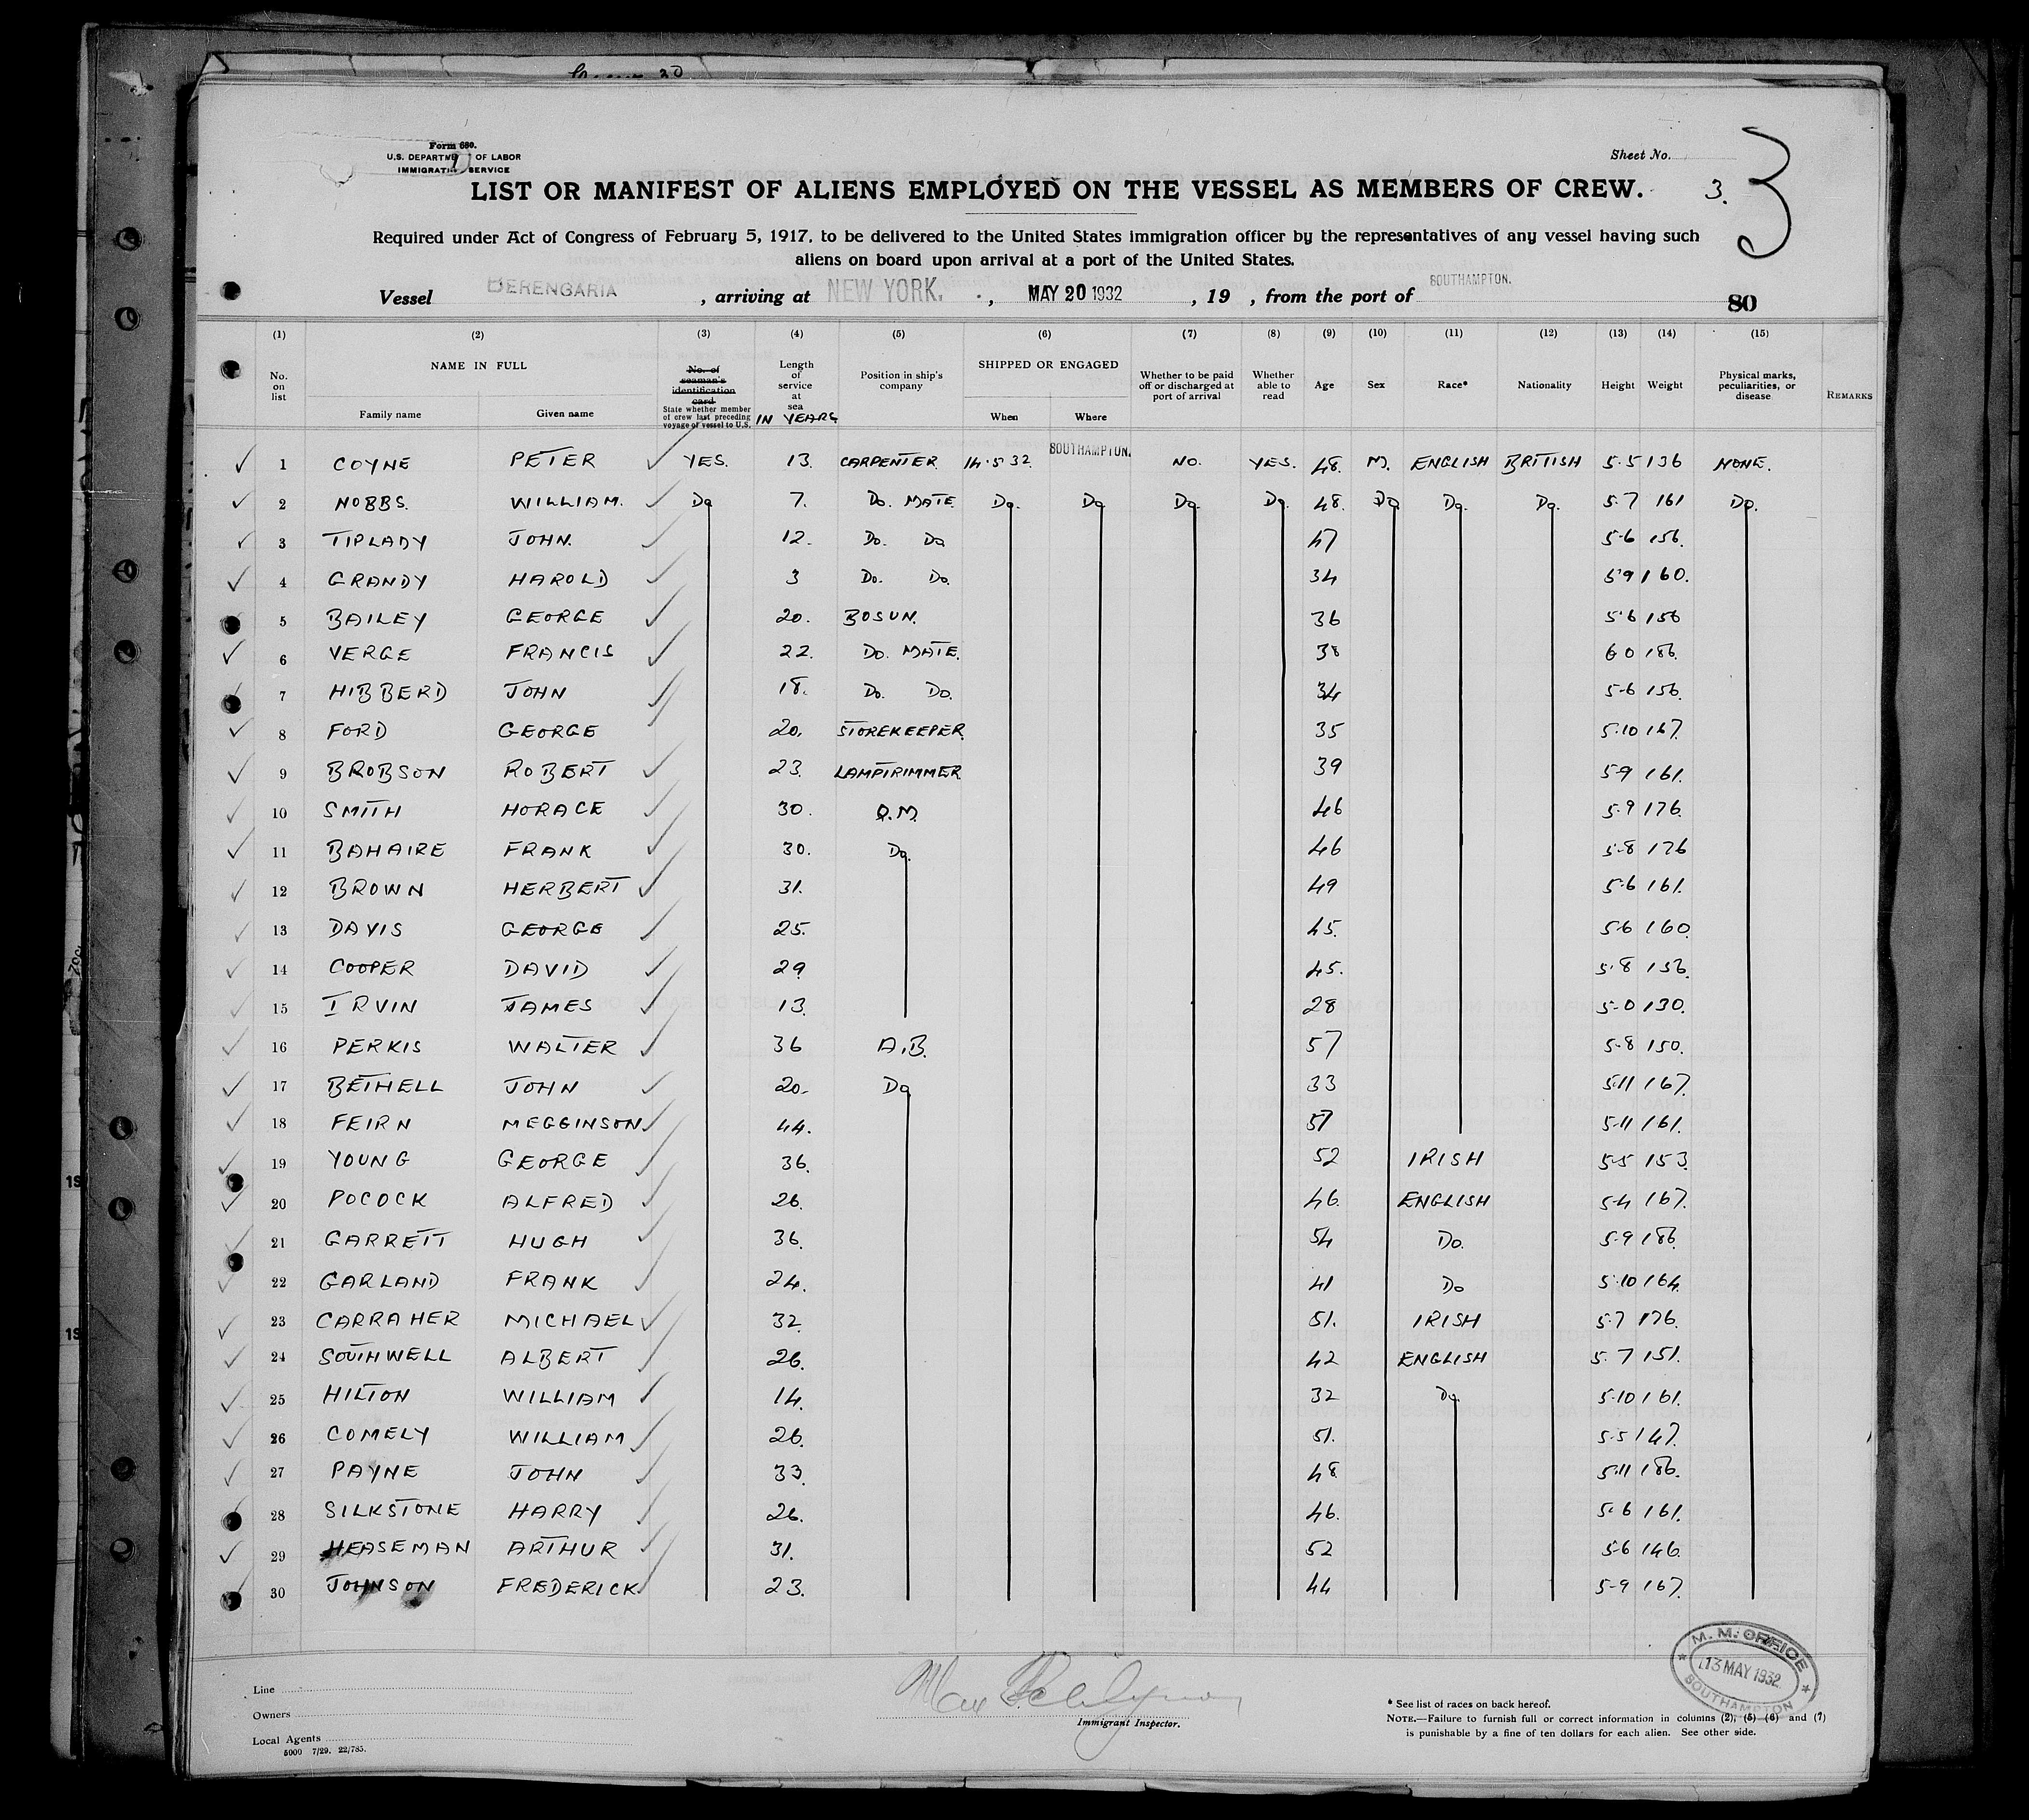 Form 680.
U.S. DEPARTMENT OF LABOR
IMMIGRATION SERVICE
Sheet No. 3.
3
LIST OR MANIFEST OF ALIENS EMPLOYED ON THE VESSEL AS MEMBERS OF CREW.
Required under Act of Congress of February 5, 1917, to be delivered to the United States immigration officer by the representatives of any vessel having such
aliens on board upon arrival at a port of the United States.
Vessel BERENGARIA, arriving at NEW YORK., MAY 20 1932, 19 , from the port of SOUTHAMPTON.
80
(1) (2) (3) (4) (5) (6) (7) (8) (9) (10) (11) (12) (13) (14) (15)
No. on list NAME IN FULL Family name Given name No. of seaman's identification card State whether member of crew last preceding voyage of vessel to U.S. Length of service at sea IN YEARS Position in ship's company SHIPPED OR ENGAGED When Where Whether to be paid off or discharged at port of arrival Whether able to read Age Sex Race* Nationality Height Weight Physical marks, peculiarities, or disease REMARKS
1 COYNE PETER YES. 13. CARPENTER 14.5.32. SOUTHAMPTON. NO. YES. 48. M. ENGLISH BRITISH 5.5 136 NONE.
2 NOBBS. WILLIAM. Do 7. Do. MATE Do. Do Do Do. 48. Do Do. Do. 5.7 161 Do.
3 TIPLADY JOHN. 12. Do. Do 47 5.6 156.
4 GRANDY HAROLD 3 Do. Do. 34 5.9 160.
5 BAILEY GEORGE 20. BOSUN. 36 5.6 156
6 VERGE FRANCIS 22. Do. MATE. 38 6 0 186.
7 HIBBERD JOHN 18. Do. Do. 34 5.6 156.
8 FORD GEORGE 20. STOREKEEPER 35 5.10 167.
9 BROBSON ROBERT 23. LAMPTRIMMER 39 5.9 161.
10 SMITH HORACE 30. Q.M. 46 5.9 176.
11 BAHAIRE FRANK 30. Do. 46 5.8 176
12 BROWN HERBERT 31. 49 5.6 161.
13 DAVIS GEORGE 25. 45. 5.6 160.
14 COOPER DAVID 29 45. 5.8 156.
15 IRVIN JAMES 13. 28 5-0 130.
16 PERKIS WALTER 36 A.B. 57 5.8 150.
17 BETHELL JOHN 20. Do 33 5.11 167.
18 FEIRN MEGGINSON 44. 57 5.11 161.
19 YOUNG GEORGE 36. 52 IRISH 5.5 153.
20 POCOCK ALFRED 26. 46. ENGLISH 5.4 167.
21 GARRETT HUGH 36. 54 Do. 5.9 186.
22 GARLAND FRANK 24. 41 Do 5.10 164.
23 CARRAHER MICHAEL 32. 51. IRISH 5.7 176.
24 SOUTHWELL ALBERT 26. 42 ENGLISH 5.7 151.
25 HILTON WILLIAM 14. 32 Do. 5.10 161.
26 COMELY WILLIAM 26. 51. 5.5 147.
27 PAYNE JOHN 33. 48 5.11 186.
28 SILKSTONE HARRY 26. 46. 5.6 161.
29 HEASEMAN ARTHUR 31. 52 5.6 146.
30 JOHNSON FREDERICK 23. 44 5-9 167.
M. M. OFFICE
13 MAY 1932
SOUTHAMPTON
Line
Owners
Local Agents
5000 7/29. 22/785.
Immigrant Inspector.
* See list of races on back hereof.
NOTE.—Failure to furnish full or correct information in columns (2), (5) (6) and (7)
is punishable by a fine of ten dollars for each alien. See other side.